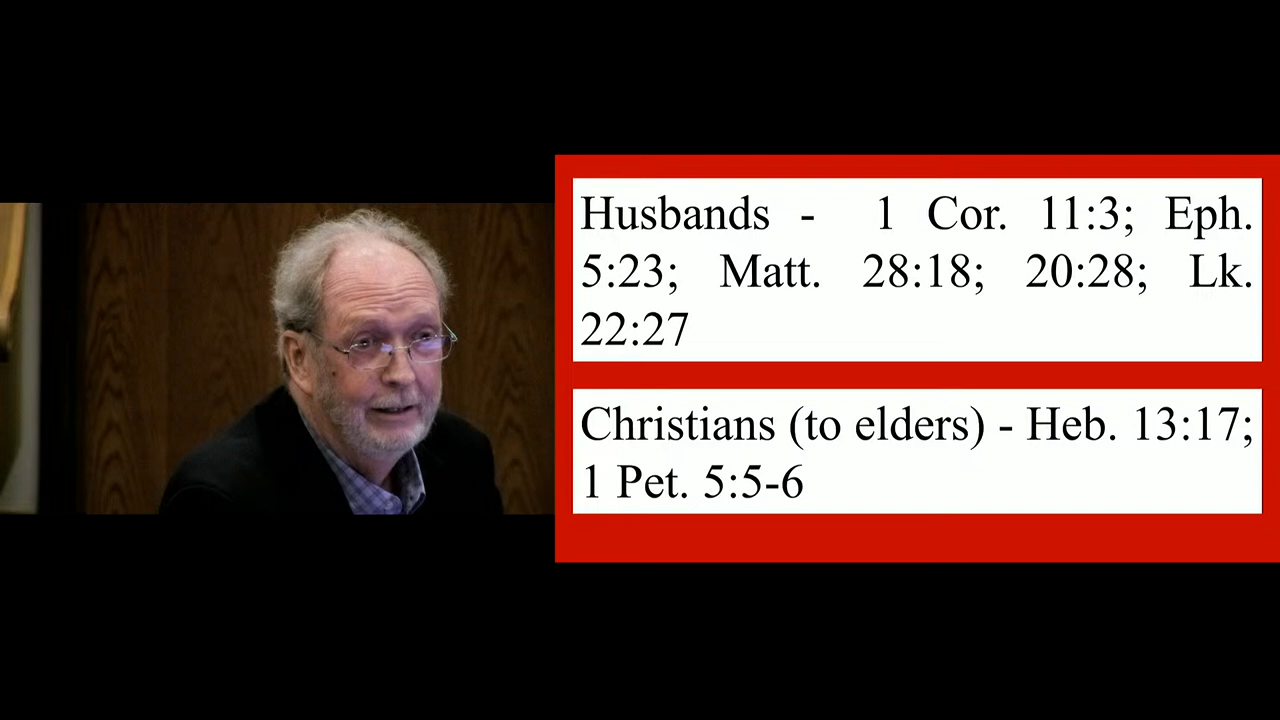 Husbands - 1 Cor. 11:3; Eph.
5:23; Matt. 28:18; 20:28; Lk.
22:27
Christians (to elders) - Heb. 13:17;
1 Pet. 5:5-6